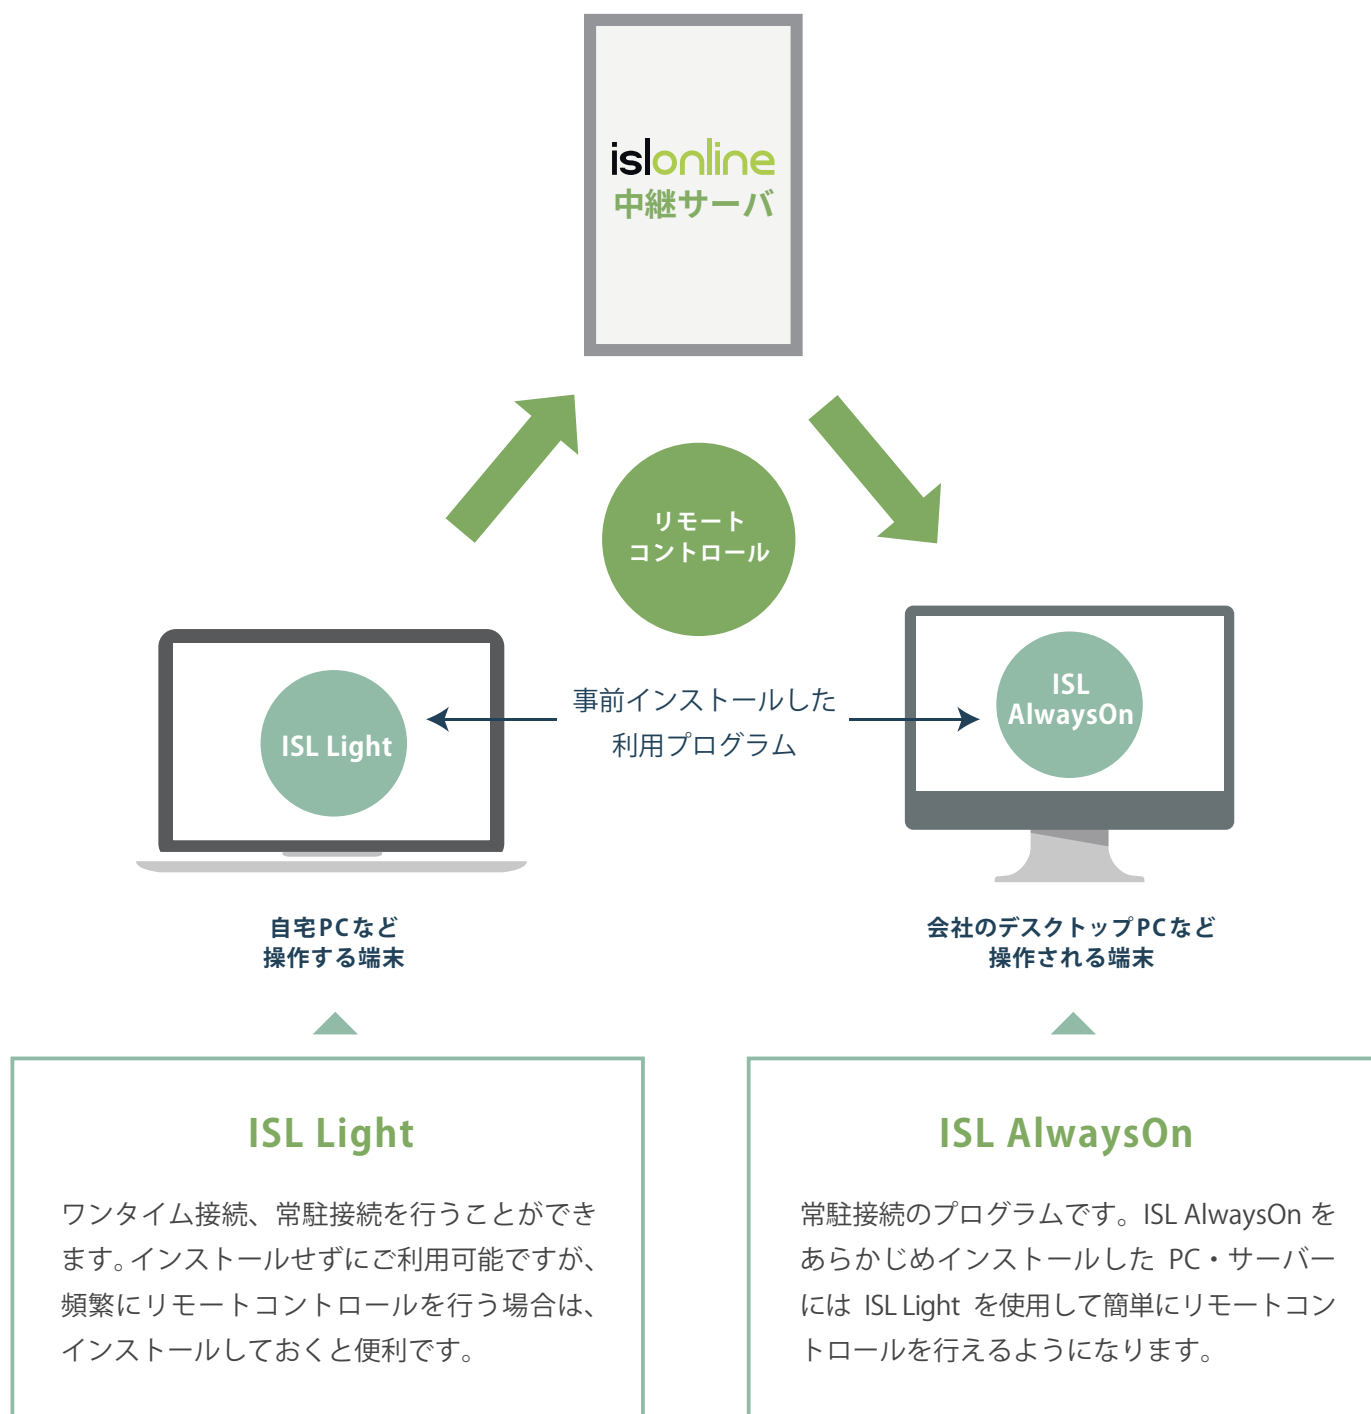 islonline
中継サーバ
リモート
コントロール
ISL Light
事前インストールした
利用プログラム
ISL
AlwaysOn
自宅PCなど
操作する端末
会社のデスクトップPCなど
操作される端末
ISL Light
ワンタイム接続、常駐接続を行うことができ
ます。インストールせずにご利用可能ですが、
頻繁にリモートコントロールを行う場合は、
インストールしておくと便利です。
ISL AlwaysOn
常駐接続のプログラムです。ISL AlwaysOn を
あらかじめインストールした PC・サーバー
には ISL Light を使用して簡単にリモートコン
トロールを行えるようになります。